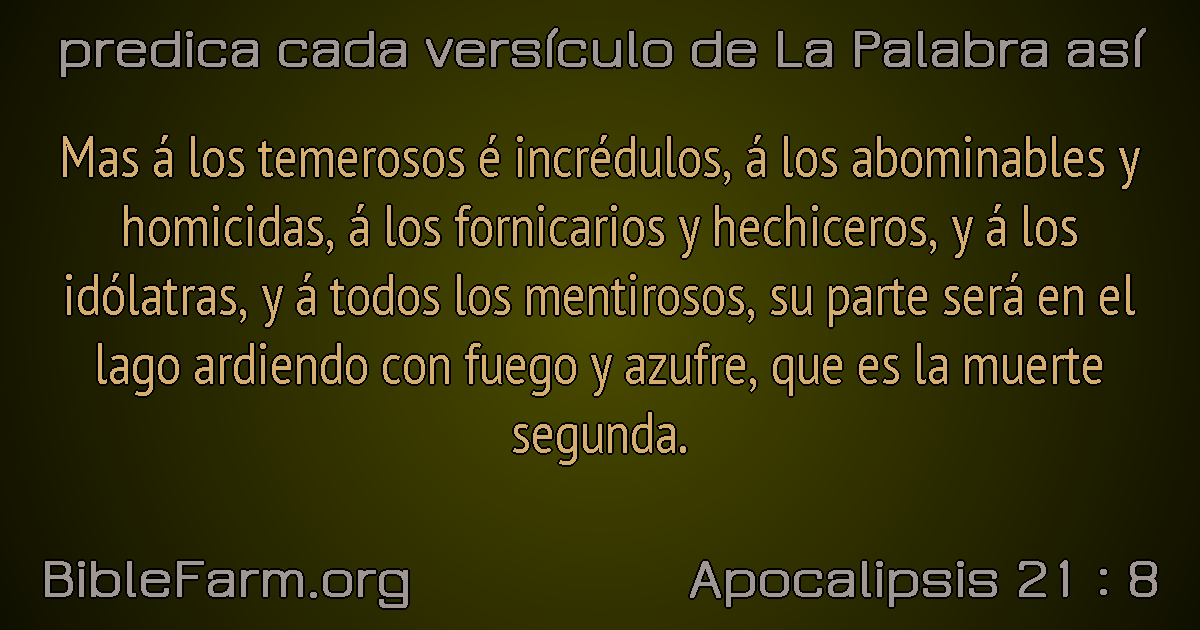 predica cada versículo de La Palabra así
Mas á los temerosos é incrédulos, á los abominables y
homicidas, á los fornicarios y hechiceros, y á los
idólatras, y á todos los mentirosos, su parte será en el
lago ardiendo con fuego y azufre, que es la muerte
segunda.
BibleFarm.org
Apocalipsis 21 : 8